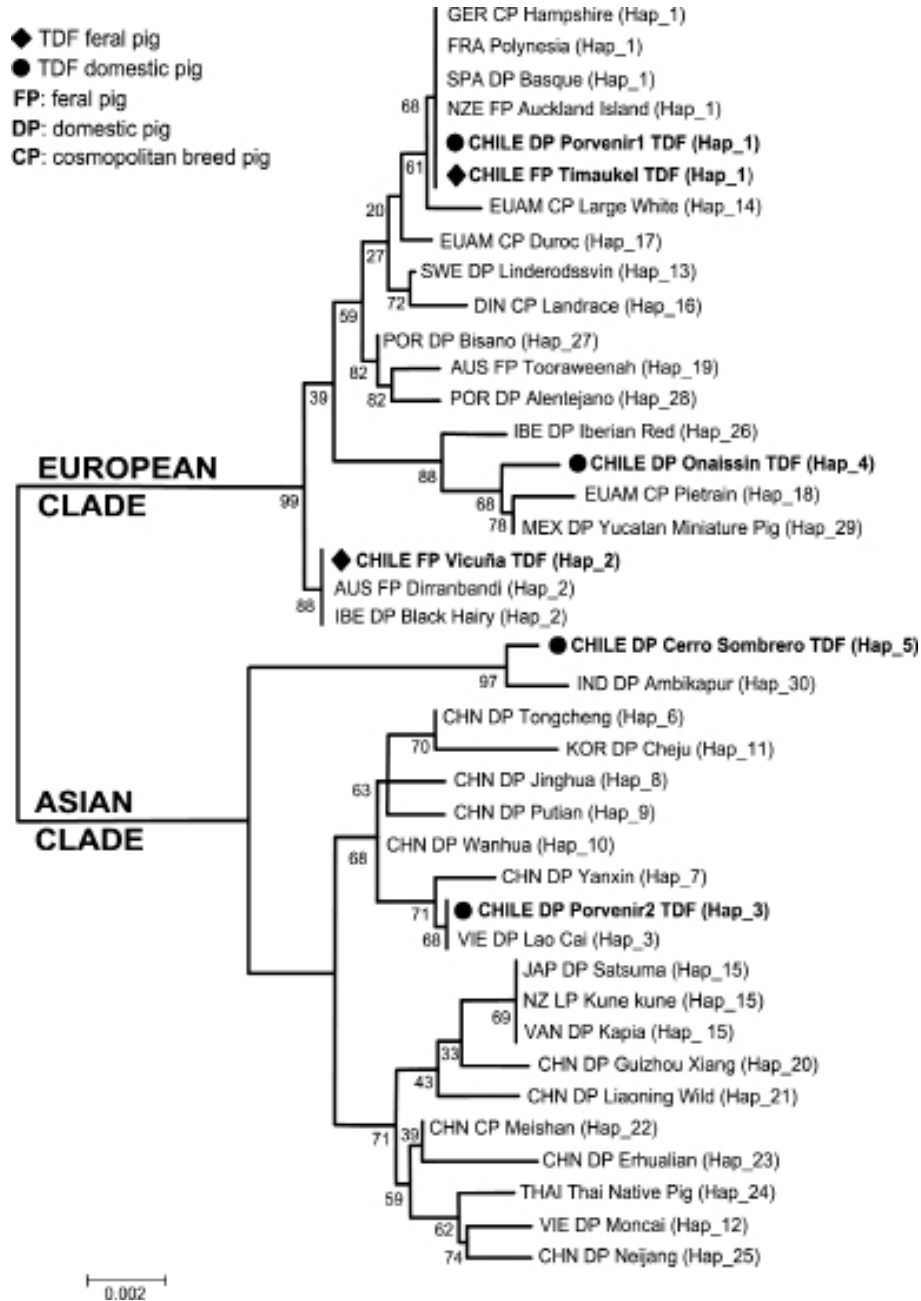 TDF feral pig
TDF domestic pig
FP: feral pig
DP: domestic pig
CP: cosmopolitan breed pig
GER CP Hampshire (Hap_1)
FRA Polynesia (Hap_1)
SPA DP Basque (Hap_1)
NZE FP Auckland Island (Hap_1)
68
CHILE DP Porvenir1 TDF (Hap_1)
CHILE FP Timaukel TDF (Hap_1)
61
EUAM CP Large White (Hap_14)
20
EUAM CP Duroc (Hap_17)
27
SWE DP Linderodssvin (Hap_13)
72
DIN CP Landrace (Hap_16)
59
POR DP Bisano (Hap_27)
82
AUS FP Tooraweenah (Hap_19)
82
POR DP Alentejano (Hap_28)
39
IBE DP Iberian Red (Hap_26)
EUROPEAN
CLADE
88
CHILE DP Onaissin TDF (Hap_4)
99
68
EUAM CP Pietrain (Hap_18)
78
MEX DP Yucatan Miniature Pig (Hap_29)
CHILE FP Vicuña TDF (Hap_2)
AUS FP Dirranbandi (Hap_2)
88
IBE DP Black Hairy (Hap_2)
CHILE DP Cerro Sombrero TDF (Hap_5)
97
IND DP Ambikapur (Hap_30)
CHN DP Tongcheng (Hap_6)
70
KOR DP Cheju (Hap_11)
63
CHN DP Jinghua (Hap_8)
ASIAN
CLADE
CHN DP Putian (Hap_9)
CHN DP Wanhua (Hap_10)
68
CHN DP Yanxin (Hap_7)
71
CHILE DP Porvenir2 TDF (Hap_3)
68
VIE DP Lao Cai (Hap_3)
JAP DP Satsuma (Hap_15)
NZ LP Kune kune (Hap_15)
69
VAN DP Kapia (Hap_ 15)
33
CHN DP Guizhou Xiang (Hap_20)
43
CHN DP Liaoning Wild (Hap_21)
71
39
CHN CP Meishan (Hap_22)
CHN DP Erhualian (Hap_23)
59
THAI Thai Native Pig (Hap_24)
62
VIE DP Moncai (Hap_12)
74
CHN DP Neijang (Hap_25)
0.002